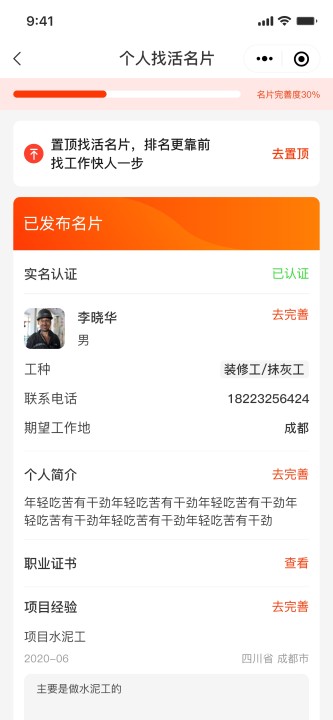 9:41
个人找活名片
名片完善度30%
置顶找活名片，排名更靠前
找工作快人一步
去置顶
已发布名片
实名认证
已认证
李晓华
去完善
男
工种
装修工/抹灰工
联系电话
18223256424
期望工作地
成都
个人简介
去完善
年轻吃苦有干劲年轻吃苦有干劲年轻吃苦有干劲年
轻吃苦有干劲年轻吃苦有干劲年轻吃苦有干劲
职业证书
查看
项目经验
去完善
项目水泥工
2020-06
四川省 成都市
主要是做水泥工的